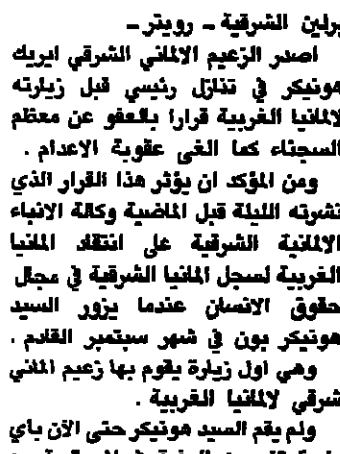 برلين الشرقية ـ رويتر ـ
اصدر الزعيم الالماني الشرقي ايريك
هونيكر في تنازل رئيسي قبل زيارته
لالمانيا الغربية قرارا بالعفو عن معظم
السجناء كما الغى عقوبة الاعدام .
ومن المؤكد ان يؤثر هذا القرار الذي
نشرته الليلة قبل الماضية وكالة الانباء
الالمانية الشرقية على انتقاد المانيا
الغربية لسجل المانيا الشرقية في مجال
حقوق الانسان عندما يزور السيد
هونيكر بون في شهر سبتمبر القادم .
وهي اول زيارة يقوم بها زعيم الماني
شرقي لالمانيا الغربية .
ولم يقم السيد هونيكر حتى الآن بأي